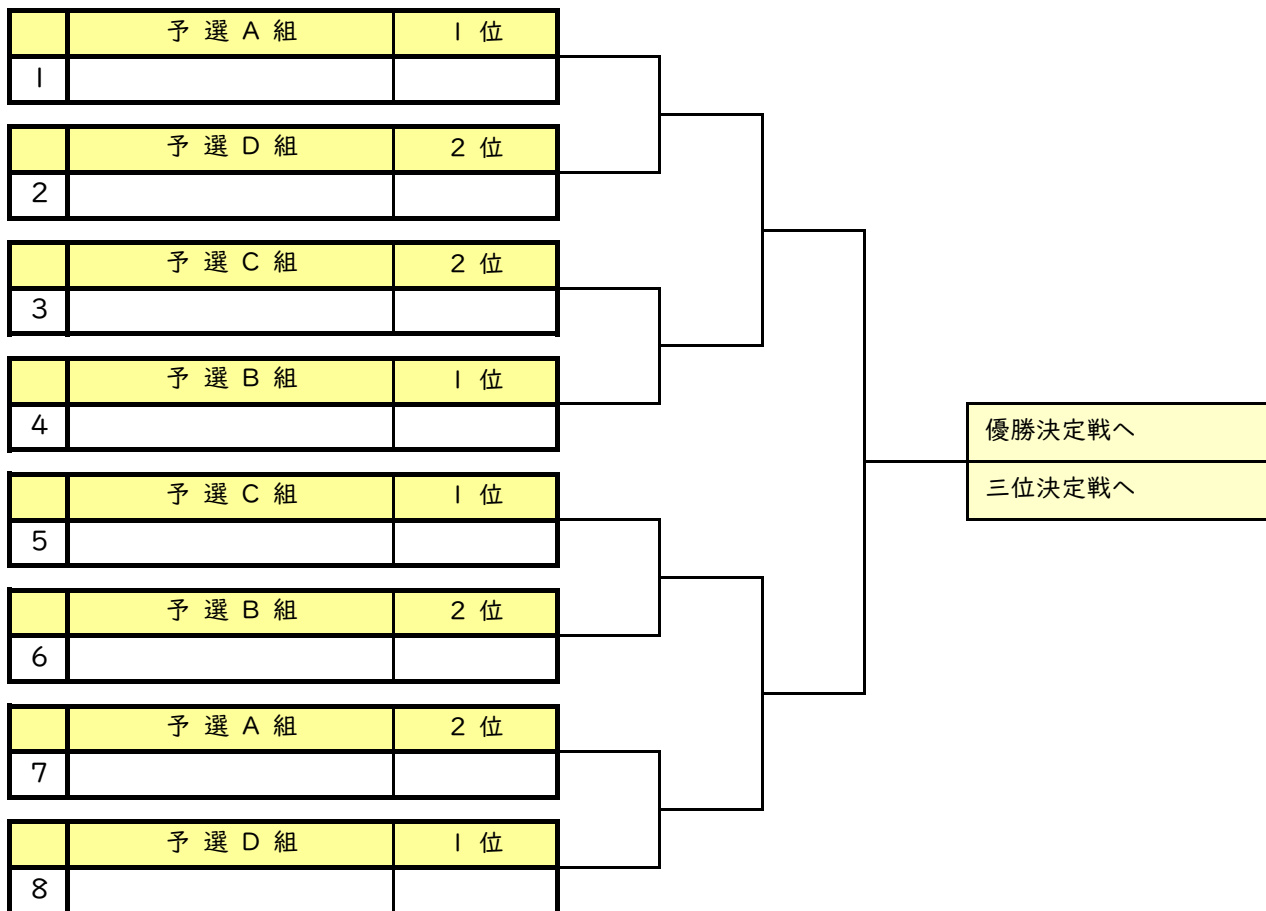 予選A組 1位
1
予選D組 2位
2
予選C組 2位
3
予選B組 1位
4
予選C組 1位
5
予選B組 2位
6
予選A組 2位
7
予選D組 1位
8
優勝決定戦へ
三位決定戦へ